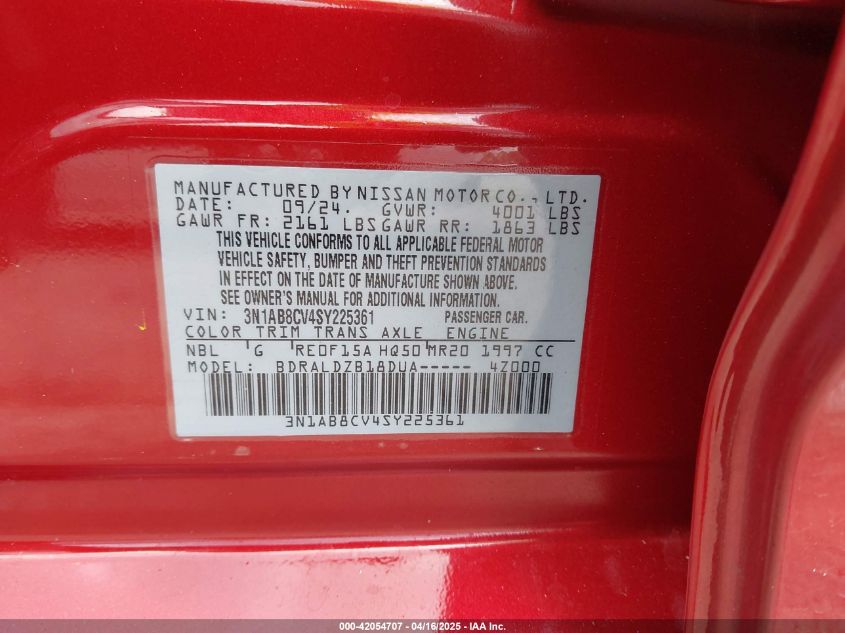 MANUFACTURED BY NISSAN MOTOR CO., LTD.
DATE: 09/24. GVWR: 4001 LBS
GAWR FR: 2161 LBS GAWR RR: 1863 LBS
THIS VEHICLE CONFORMS TO ALL APPLICABLE FEDERAL MOTOR
VEHICLE SAFETY, BUMPER AND THEFT PREVENTION STANDARDS
IN EFFECT ON THE DATE OF MANUFACTURE SHOWN ABOVE.
SEE OWNER'S MANUAL FOR ADDITIONAL INFORMATION.
VIN: 3N1AB8CV4SY225361 PASSENGER CAR.
COLOR TRIM TRANS AXLE ENGINE
NBL G RE0F15A HQ50 MR20 1997 CC
MODEL: BDRALDZB18DUA----- 4Z000
3N1AB8CV4SY225361
000-42054707 - 04/16/2025 - IAA Inc.